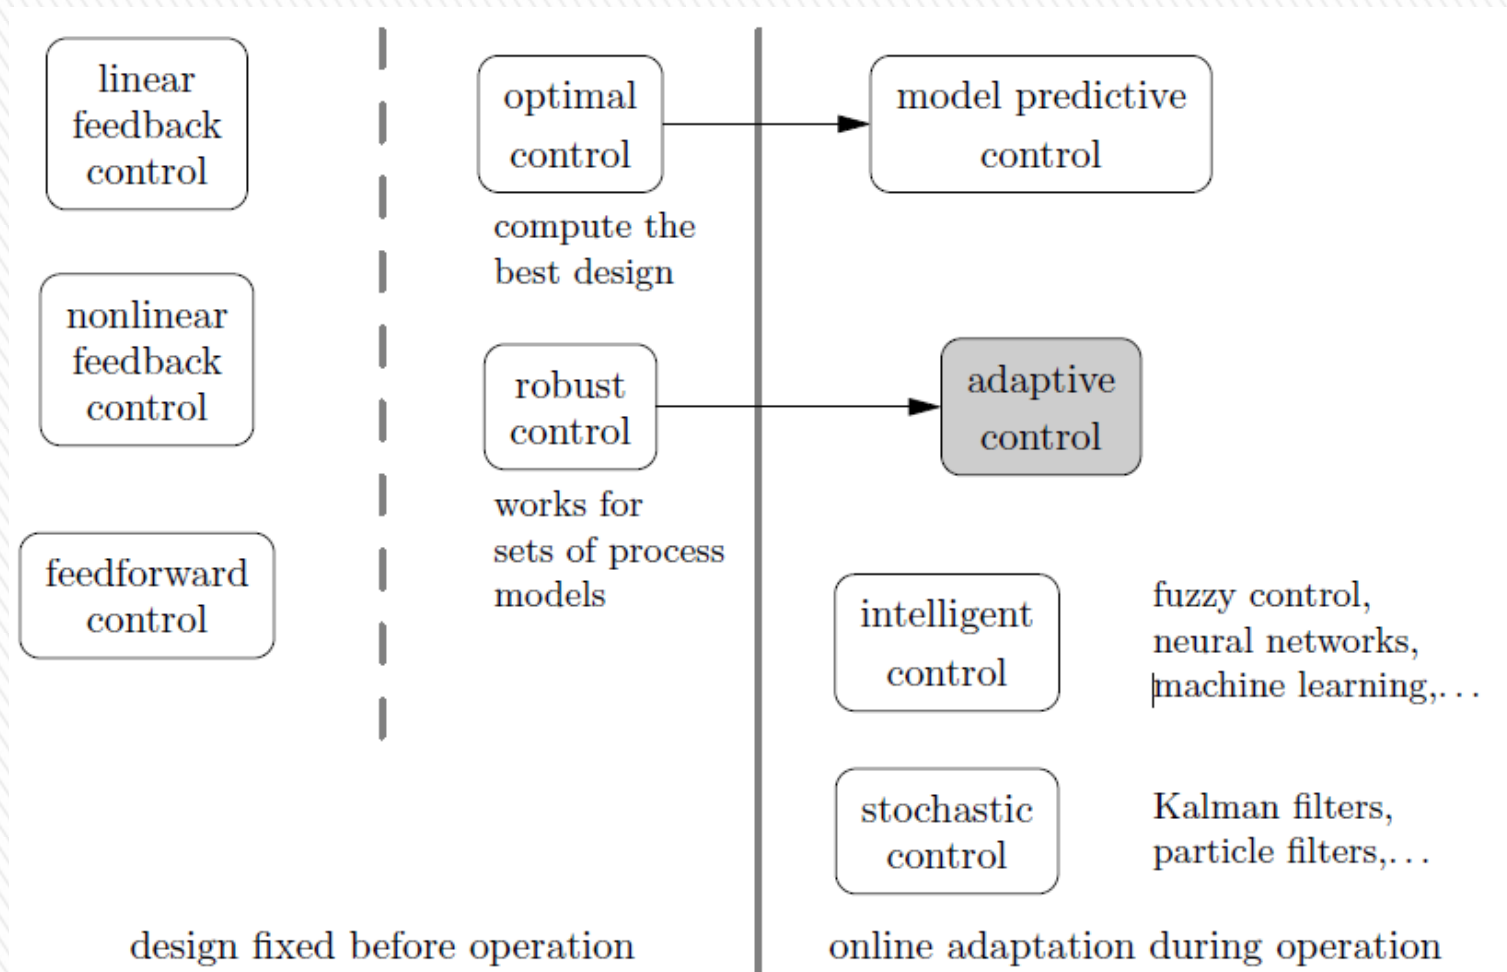 linear
feedback
control
nonlinear
feedback
control
feedforward
control
optimal
control
compute the
best design
robust
control
works for
sets of process
models
design fixed before operation
model predictive
control
adaptive
control
intelligent
control
fuzzy control,
neural networks,
machine learning,...
stochastic
control
Kalman filters,
particle filters,...
online adaptation during operation